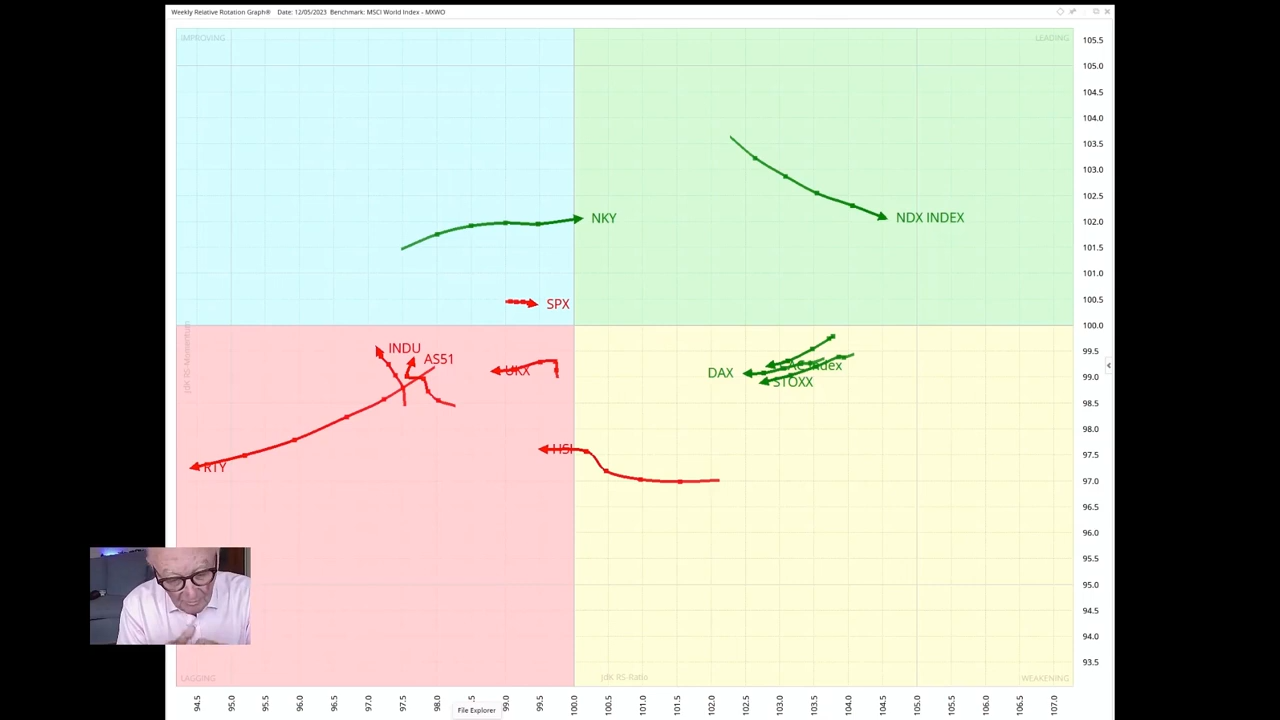 Weekly Relative Rotation Graph® Date: 12/05/2023 Benchmark: MSCI World Index - MXWO
IMPROVING
LEADING
105.5
105.0
104.5
104.0
103.5
103.0
102.5
102.0
101.5
101.0
100.5
100.0
99.5
99.0
98.5
98.0
97.5
97.0
96.5
96.0
95.5
95.0
94.5
94.0
93.5
NKY
NDX INDEX
SPX
JdK RS-Momentum
INDU
AS51
UKX
DAX
Index
STOXX
RTY
HSI
LAGGING
JdK RS-Ratio
WEAKENING
94.5 95.0 95.5 96.0 96.5 97.0 97.5 98.0 .5 99.0 99.5 100.0 100.5 101.0 101.5 102.0 102.5 103.0 103.5 104.0 104.5 105.0 105.5 106.0 106.5 107.0
File Explorer